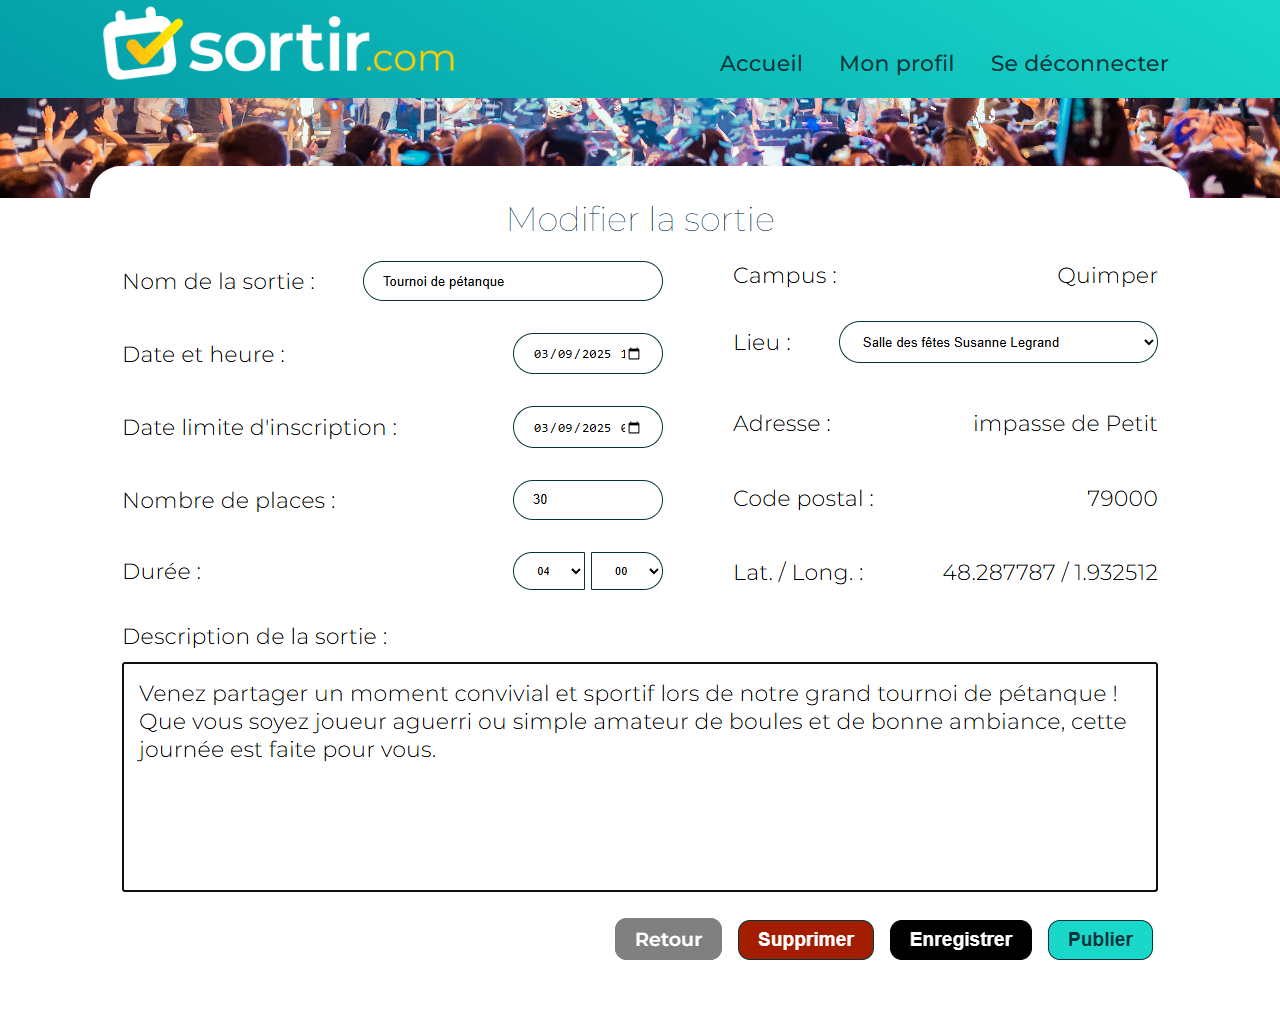 sortir.com
Accueil Mon profil Se déconnecter
Modifier la sortie
Nom de la sortie : Tournoi de pétanque
Campus : Quimper
Date et heure : 03/09/2025
Lieu : Salle des fêtes Susanne Legrand
Date limite d'inscription : 03/09/2025
Adresse : impasse de Petit
Nombre de places : 30
Code postal : 79000
Durée : 04 00
Lat. / Long. : 48.287787 / 1.932512
Description de la sortie :
Venez partager un moment convivial et sportif lors de notre grand tournoi de pétanque !
Que vous soyez joueur aguerri ou simple amateur de boules et de bonne ambiance, cette
journée est faite pour vous.
Retour Supprimer Enregistrer Publier